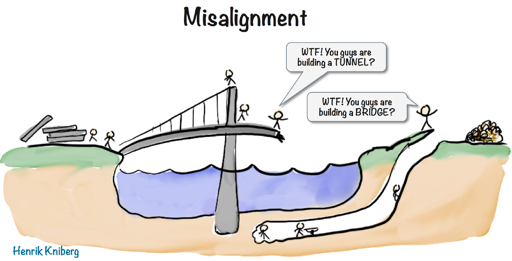 Misalignment
WTF! You guys are
building a TUNNEL?
WTF! You guys are
building a BRIDGE?
Henrik Kniberg